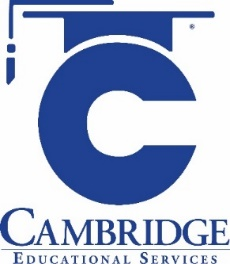 C
®
CAMBRIDGE
EDUCATIONAL SERVICES